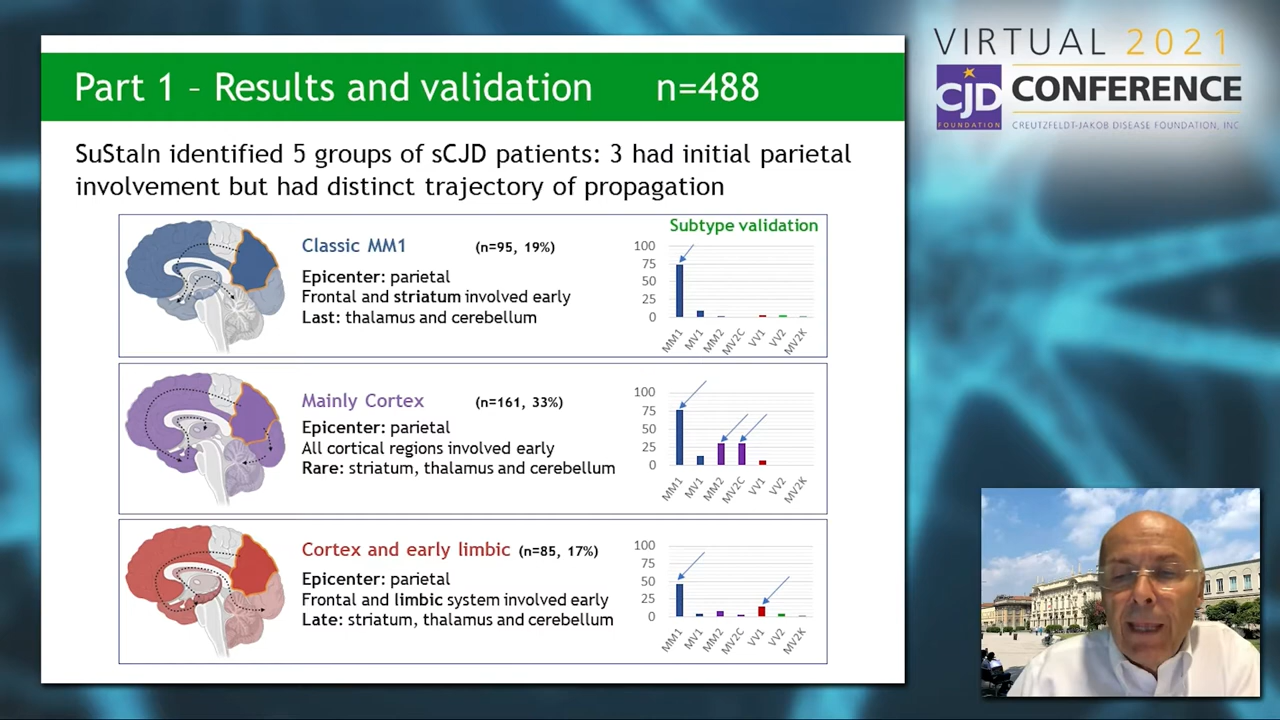 Part 1 – Results and validation n=488
SuStaIn identified 5 groups of sCJD patients: 3 had initial parietal
involvement but had distinct trajectory of propagation
Classic MM1 (n=95, 19%)
Epicenter: parietal
Frontal and striatum involved early
Last: thalamus and cerebellum
Subtype validation
100
75
50
25
0
MM1 MV1 MM2 MV2C VV1 VV2 MV2K
Mainly Cortex (n=161, 33%)
Epicenter: parietal
All cortical regions involved early
Rare: striatum, thalamus and cerebellum
100
75
50
25
0
MM1 MV1 MM2 MV2C VV1 VV2 MV2K
Cortex and early limbic (n=85, 17%)
Epicenter: parietal
Frontal and limbic system involved early
Late: striatum, thalamus and cerebellum
100
75
50
25
0
MM1 MV1 MM2 MV2C VV1 VV2 MV2K
VIRTUAL 2021
CJD CONFERENCE
FOUNDATION CREUTZFELDT-JAKOB DISEASE FOUNDATION, INC